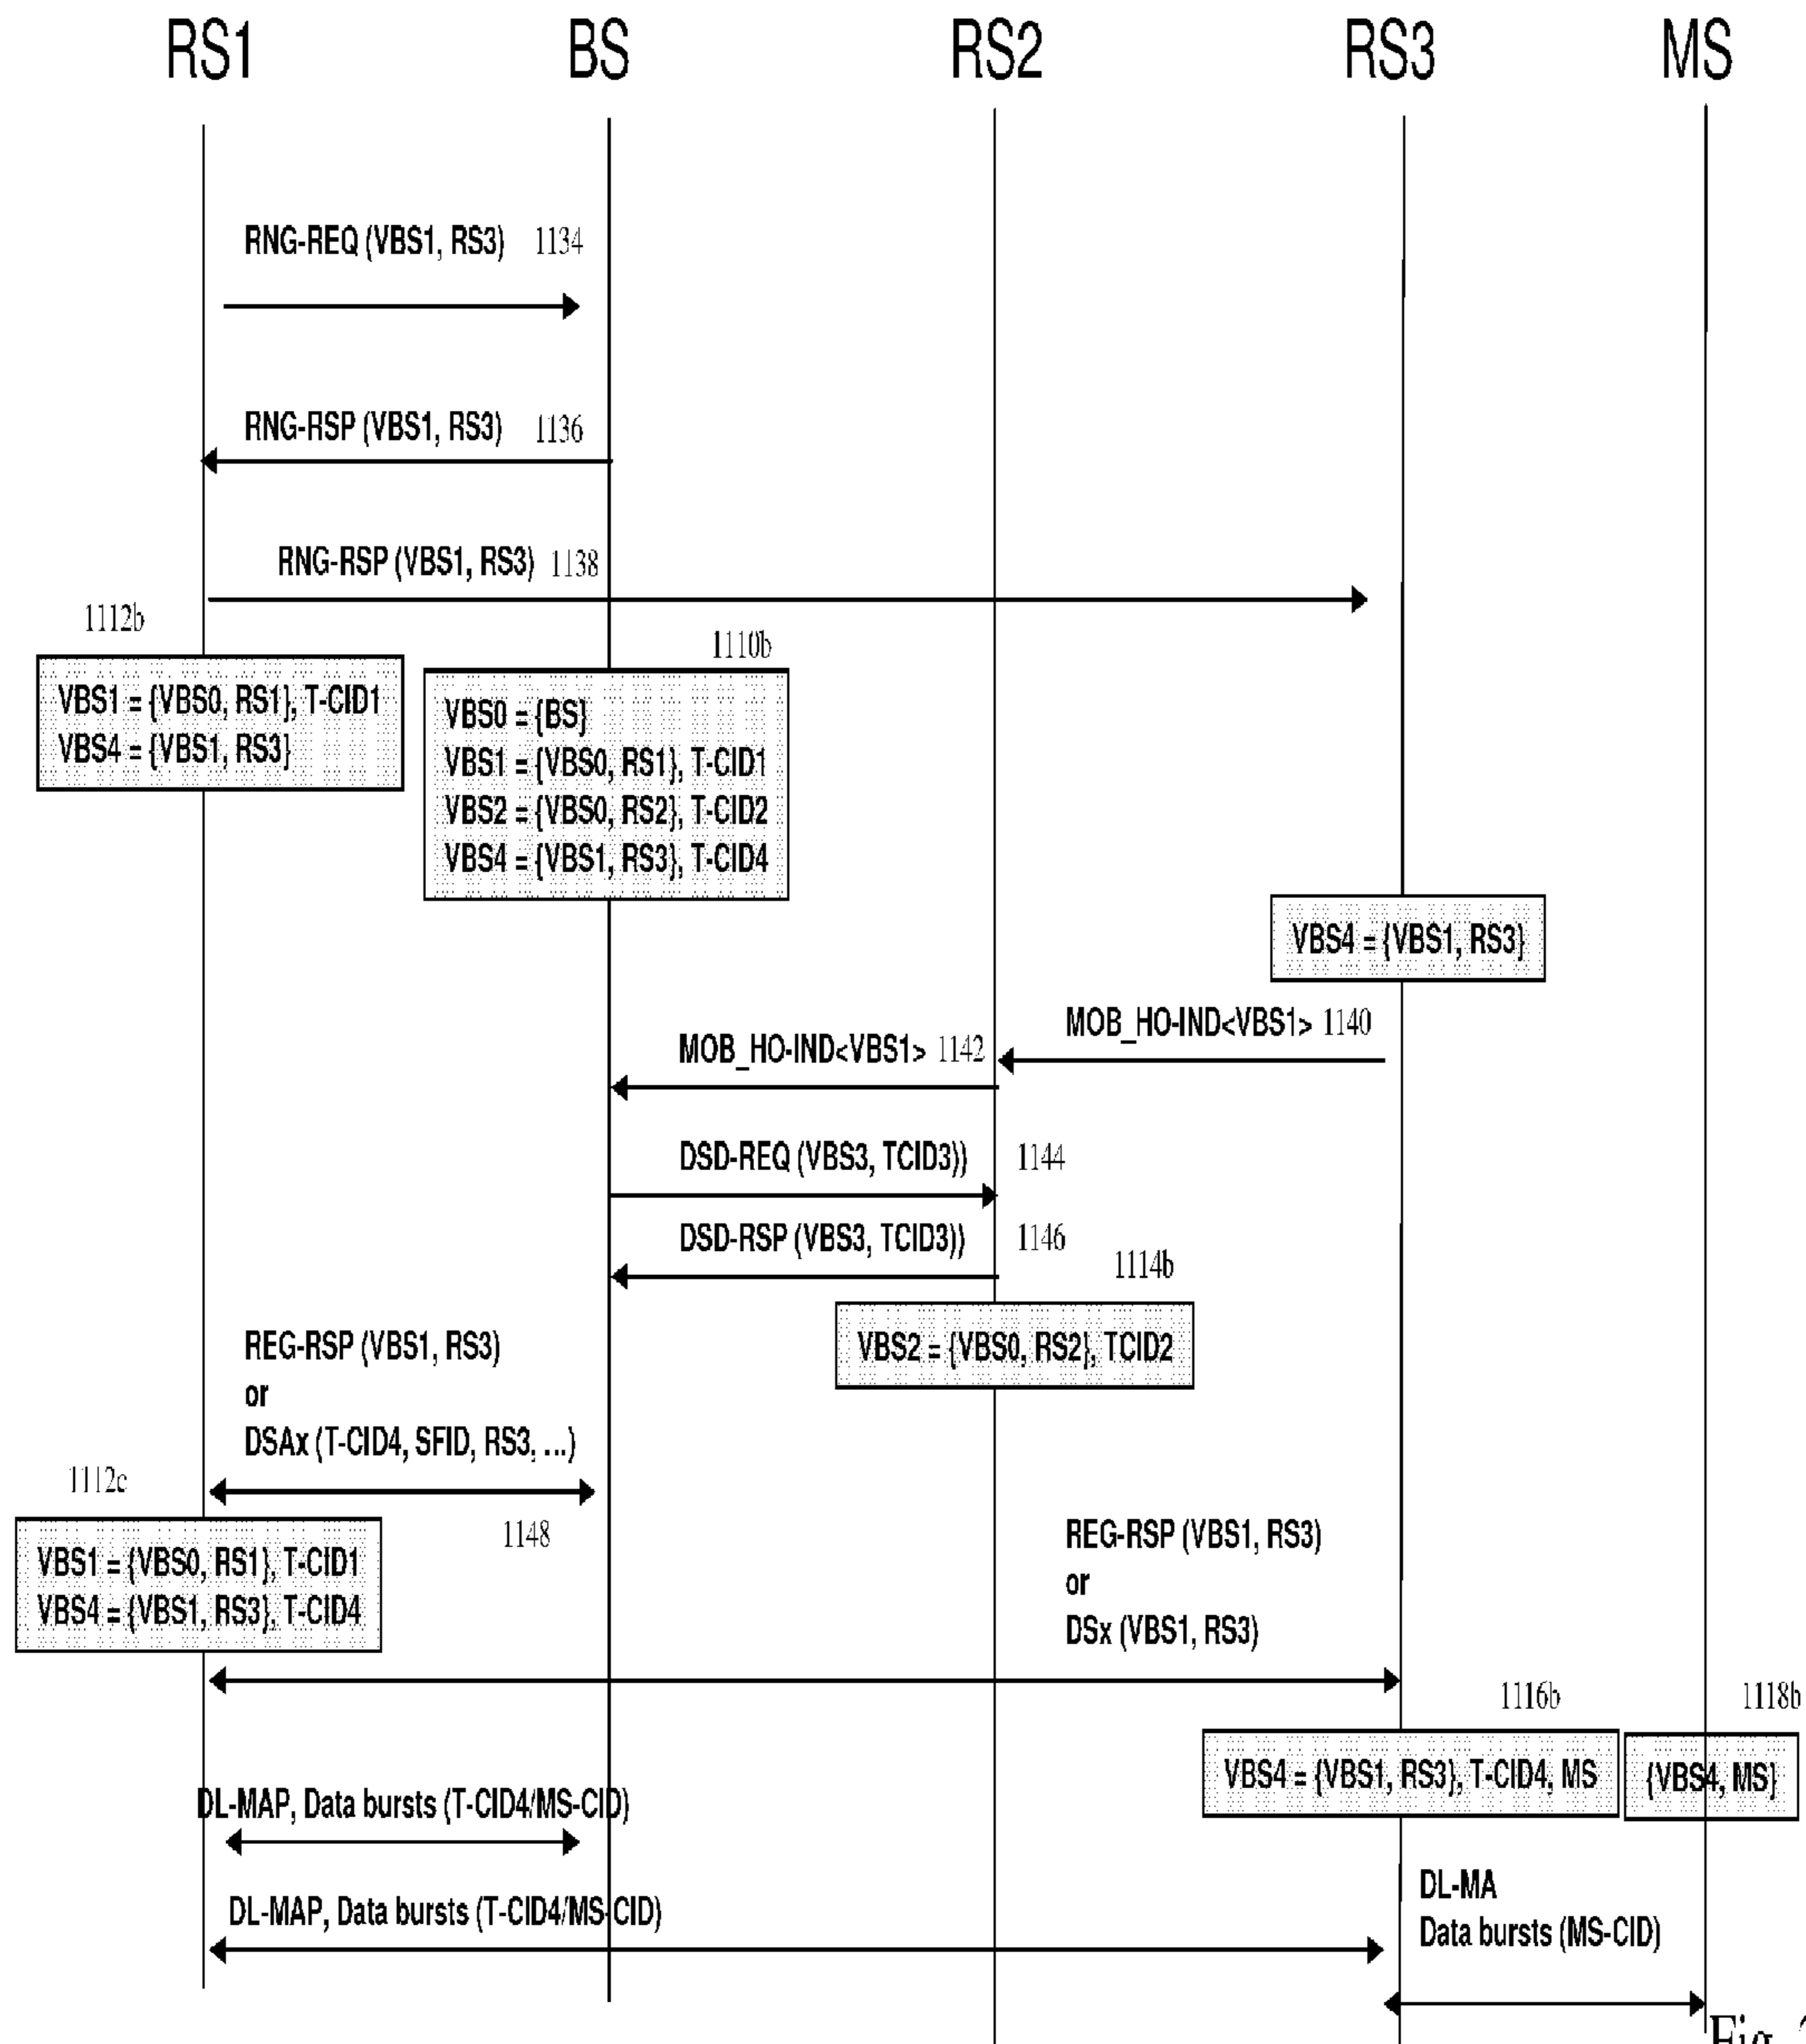 RS1 BS RS2 RS3 MS
RNG-REQ (VBS1, RS3) 1134
RNG-RSP (VBS1, RS3) 1136
RNG-RSP (VBS1, RS3) 1138
1112b
1110b
VBS1 = {VBS0, RS1}, T-CID1
VBS4 = {VBS1, RS3}
VBS0 = {BS}
VBS1 = {VBS0, RS1}, T-CID1
VBS2 = {VBS0, RS2}, T-CID2
VBS4 = {VBS1, RS3}, T-CID4
VBS4 = {VBS1, RS3}
MOB_HO-IND<VBS1> 1140
MOB_HO-IND<VBS1> 1142
DSD-REQ (VBS3, TCID3)) 1144
DSD-RSP (VBS3, TCID3)) 1146
1114b
VBS2 = {VBS0, RS2}, TCID2
REG-RSP (VBS1, RS3)
or
DSAx (T-CID4, SFID, RS3, ...)
1112c
1148
VBS1 = {VBS0, RS1}, T-CID1
VBS4 = {VBS1, RS3}, T-CID4
REG-RSP (VBS1, RS3)
or
DSx (VBS1, RS3)
1116b
1118b
VBS4 = {VBS1, RS3}, T-CID4, MS
{VBS4, MS}
DL-MAP, Data bursts (T-CID4/MS-CID)
DL-MAP, Data bursts (T-CID4/MS-CID)
DL-MA
Data bursts (MS-CID)
Fig.